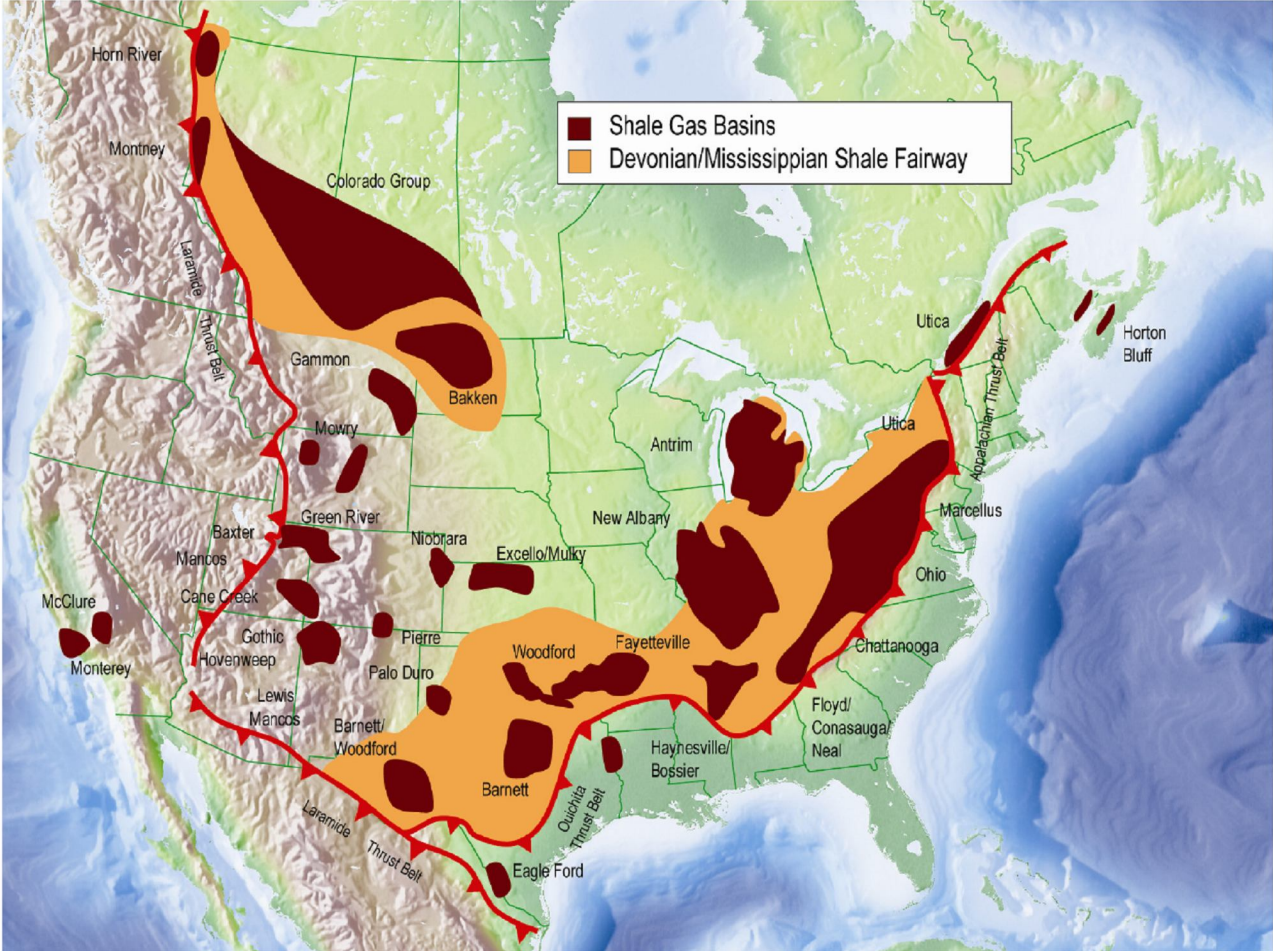 Horn River
Shale Gas Basins
Devonian/Mississippian Shale Fairway
Montney
Colorado Group
Laramide
Thrust Belt
Utica
Horton
Bluff
Appalachian Thrust Belt
Gammon
Bakken
Mowry
Antrim
Utica
Green River
Baxter
New Albany
Marcellus
Niobrara
Excello/Mulky
Mancos
Ohio
Cane Creek
McClure
Monterey
Gothic
Hovenweep
Pierre
Woodford
Fayetteville
Chattanooga
Palo Duro
Lewis
Mancos
Barnett/
Woodford
Floyd/
Conasauga/
Neal
Haynesville/
Bossier
Barnett
Ouichita
Thrust Belt
Laramide
Thrust Belt
Eagle Ford